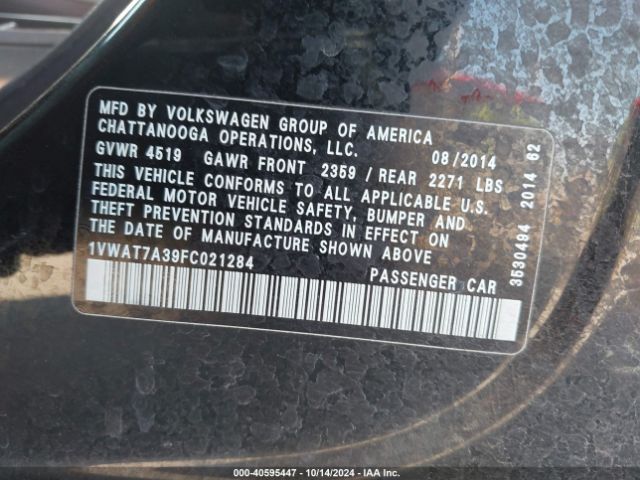 MFD BY VOLKSWAGEN GROUP OF AMERICA
CHATTANOOGA OPERATIONS, LLC. 08/2014
GVWR 4519 GAWR FRONT 2359 / REAR 2271 LBS
THIS VEHICLE CONFORMS TO ALL APPLICABLE U.S.
FEDERAL MOTOR VEHICLE SAFETY, BUMPER AND
THEFT PREVENTION STANDARDS IN EFFECT ON
THE DATE OF MANUFACTURE SHOWN ABOVE
1VWAT7A39FC021284 PASSENGER CAR
3530494 2014 62
000-40595447 - 10/14/2024 - IAA Inc.